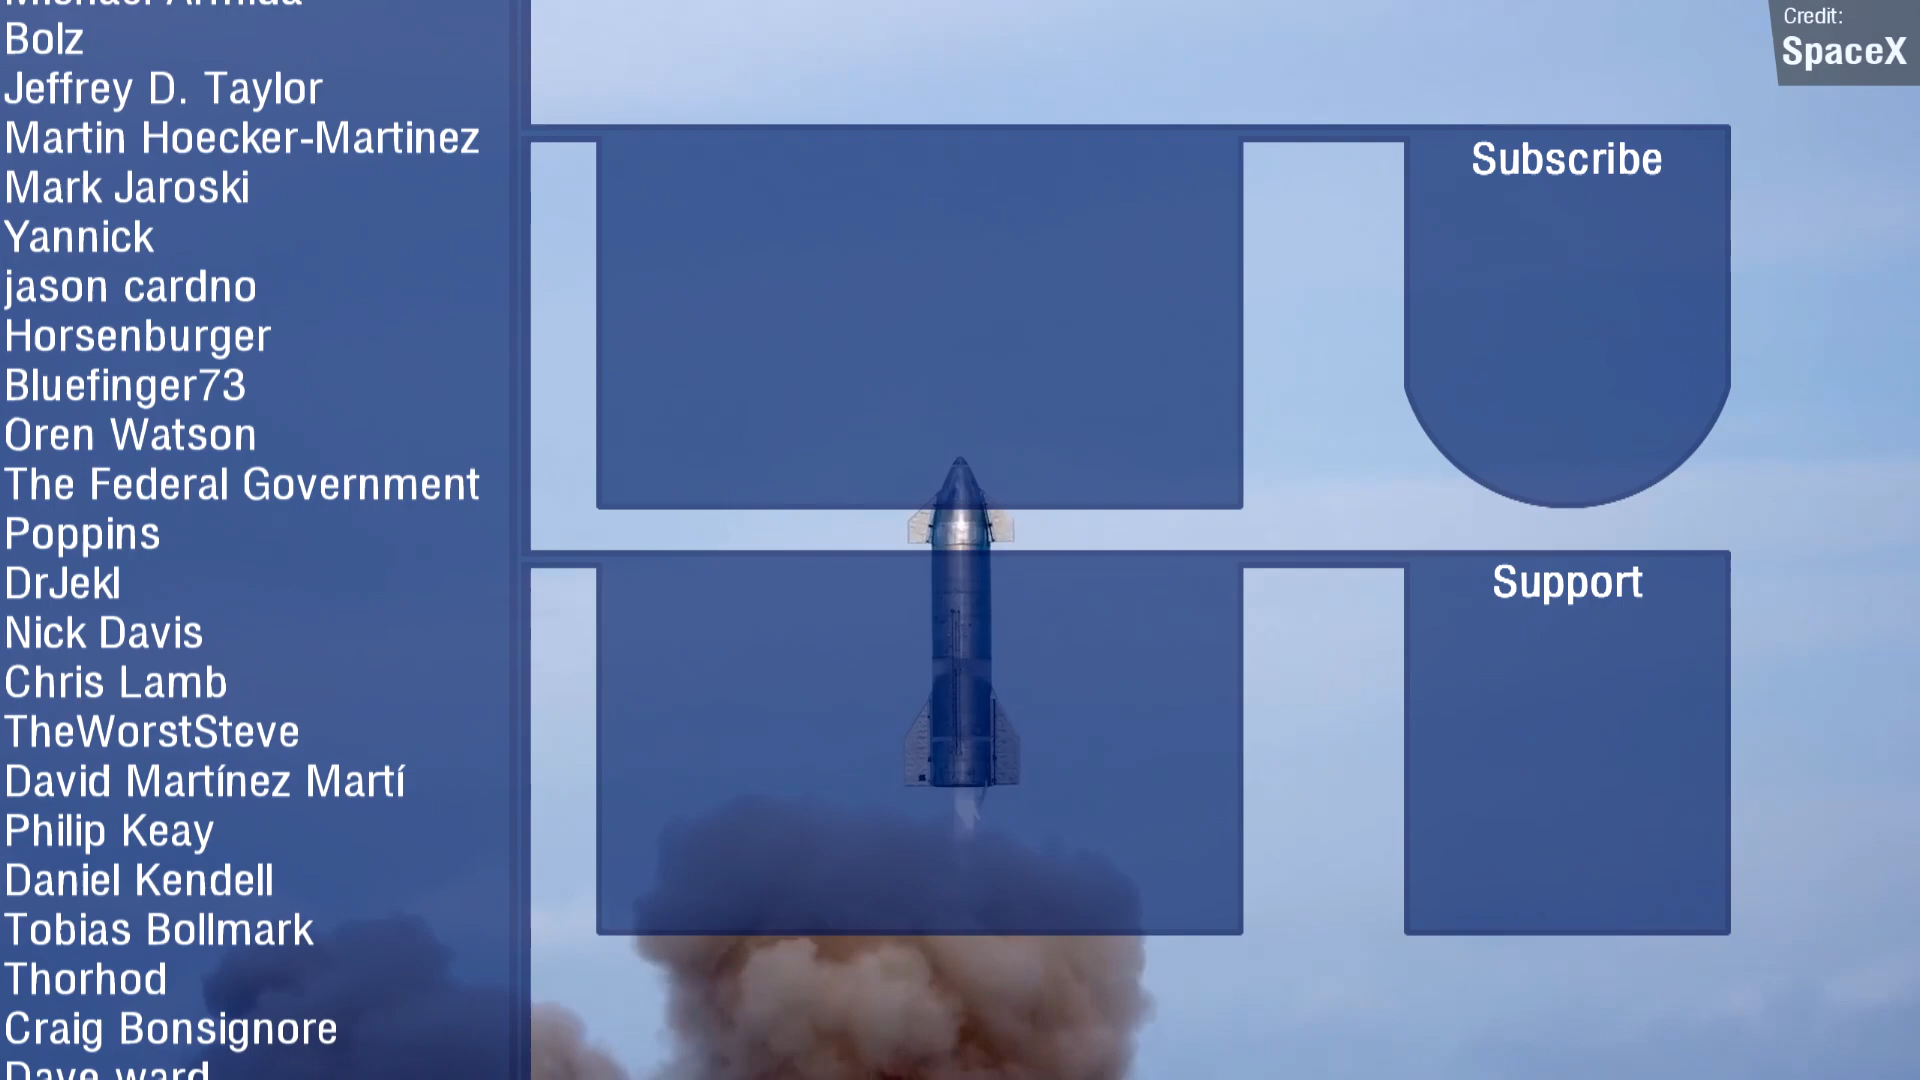 Bolz
Jeffrey D. Taylor
Martin Hoecker-Martinez
Mark Jaroski
Yannick
jason cardno
Horsenburger
Bluefinger73
Oren Watson
The Federal Government
Poppins
DrJekl
Nick Davis
Chris Lamb
TheWorstSteve
David Martínez Martí
Philip Keay
Daniel Kendell
Tobias Bollmark
Thorhod
Craig Bonsignore
Dave ward
Subscribe
Support
Credit:
SpaceX